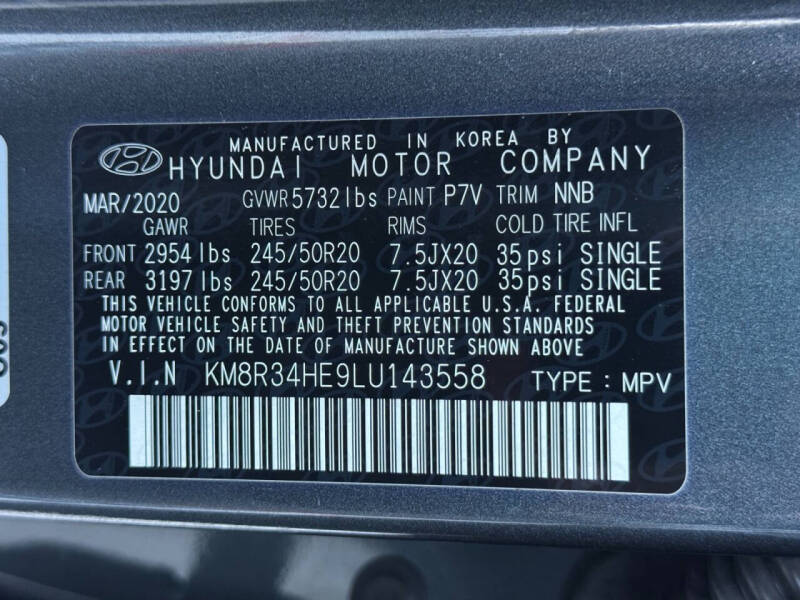 MANUFACTURED IN KOREA BY
HYUNDAI MOTOR COMPANY
MAR/2020 GVWR 5732 lbs PAINT P7V TRIM NNB
GAWR TIRES RIMS COLD TIRE INFL
FRONT 2954 lbs 245/50R20 7.5JX20 35psi SINGLE
REAR 3197 lbs 245/50R20 7.5JX20 35psi SINGLE
THIS VEHICLE CONFORMS TO ALL APPLICABLE U.S.A. FEDERAL
MOTOR VEHICLE SAFETY AND THEFT PREVENTION STANDARDS
IN EFFECT ON THE DATE OF MANUFACTURE SHOWN ABOVE
V.I.N KM8R34HE9LU143558 TYPE : MPV